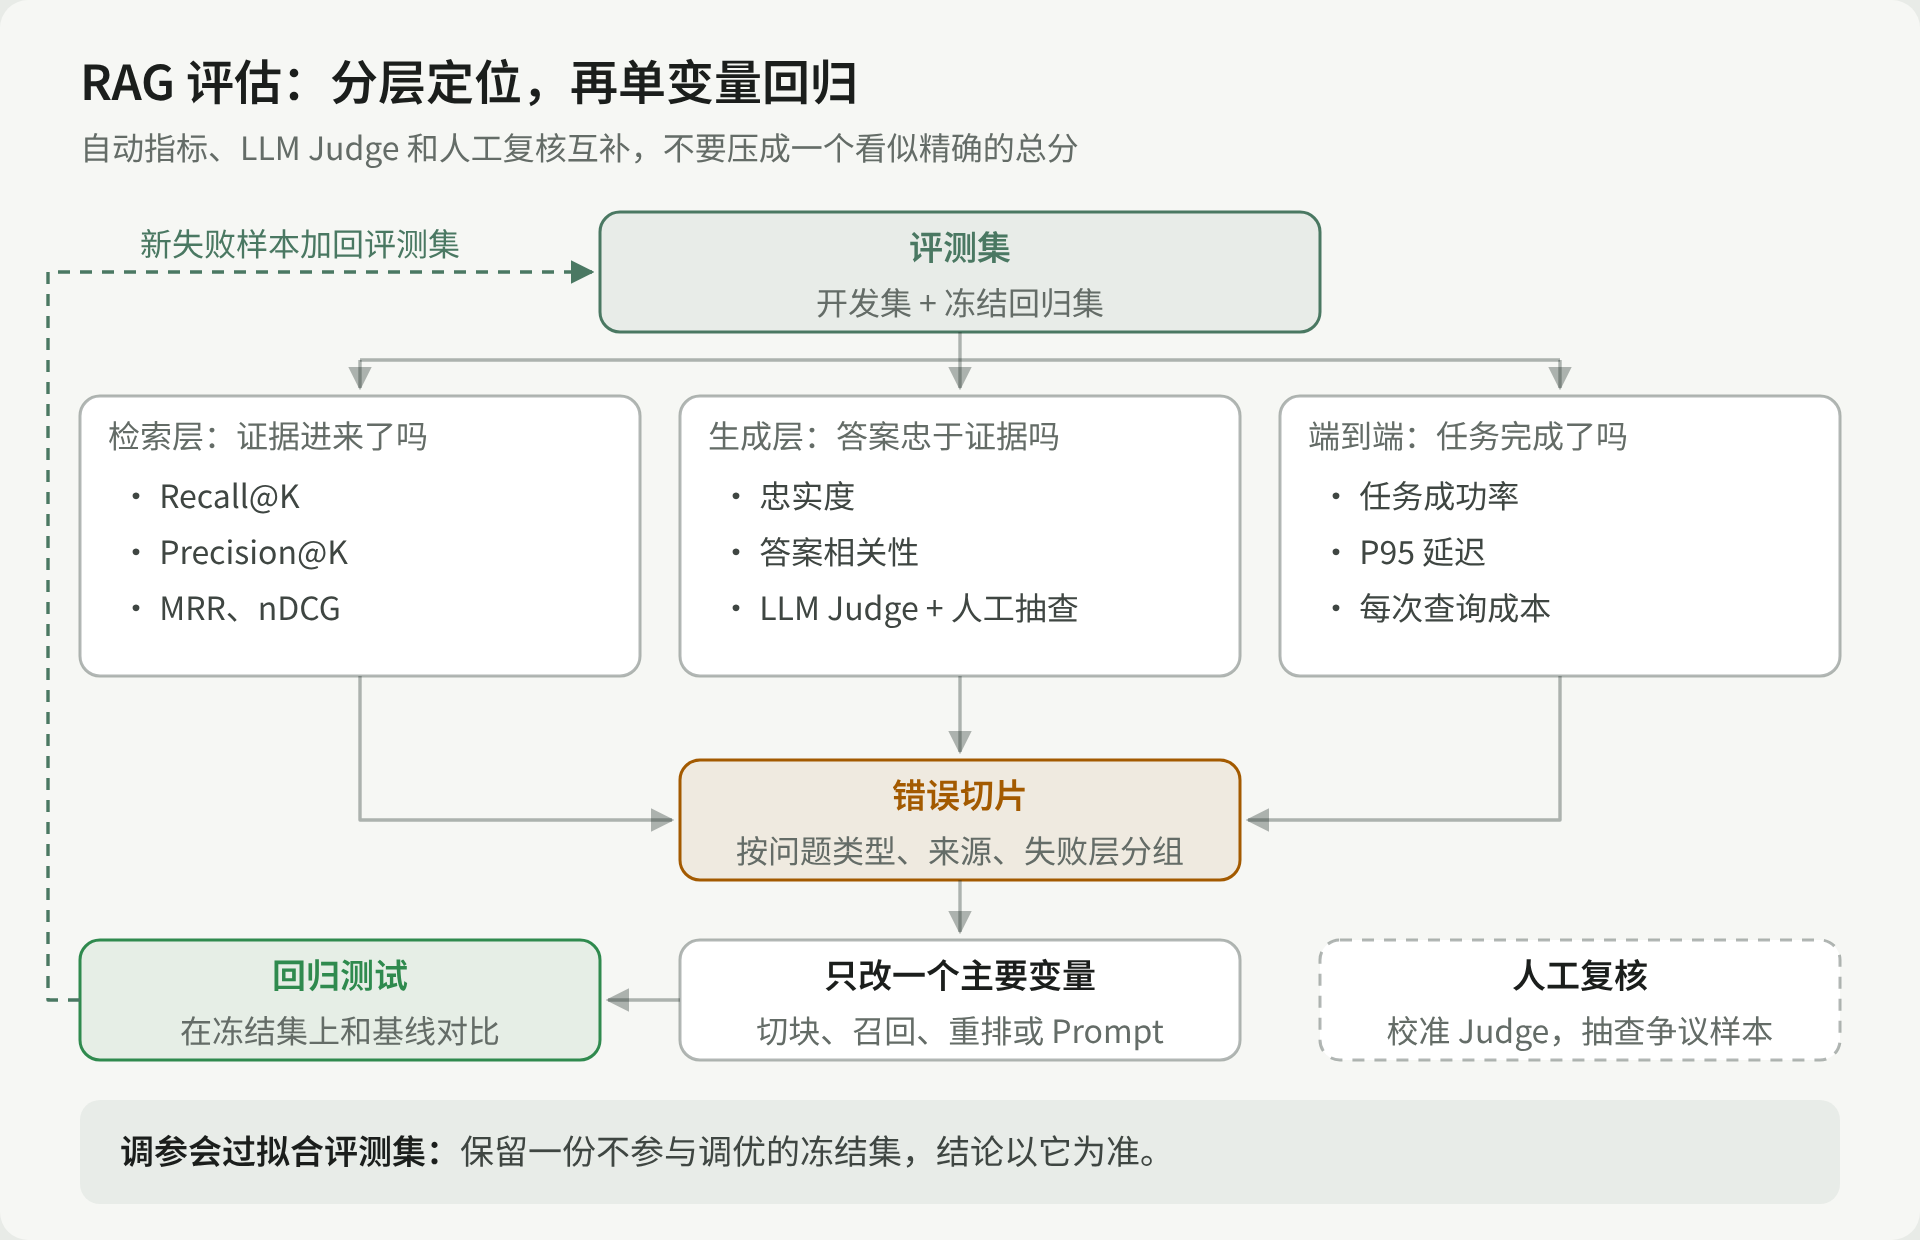 RAG 评估：分层定位，再单变量回归
自动指标、LLM Judge 和人工复核互补，不要压成一个看似精确的总分
新失败样本加回评测集
评测集
开发集 + 冻结回归集
检索层：证据进来了吗
• Recall@K
• Precision@K
• MRR、nDCG
生成层：答案忠于证据吗
• 忠实度
• 答案相关性
• LLM Judge + 人工抽查
端到端：任务完成了吗
• 任务成功率
• P95 延迟
• 每次查询成本
错误切片
按问题类型、来源、失败层分组
回归测试
在冻结集上和基线对比
只改一个主要变量
切块、召回、重排或 Prompt
人工复核
校准 Judge，抽查争议样本
调参会过拟合评测集：保留一份不参与调优的冻结集，结论以它为准。